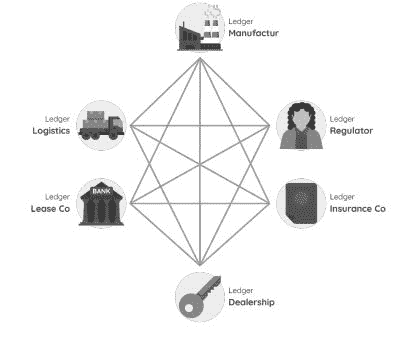 Ledger
Manufactur
Ledger
Logistics
Ledger
Regulator
BANK
Ledger
Lease Co
Ledger
Insurance Co
Ledger
Dealership